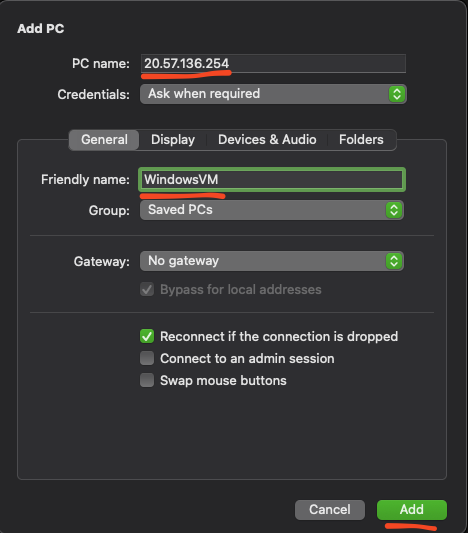 Add PC
PC name: 20.57.136.254
Credentials: Ask when required
General Display Devices & Audio Folders
Friendly name: WindowsVM
Group: Saved PCs
Gateway: No gateway
Bypass for local addresses
Reconnect if the connection is dropped
Connect to an admin session
Swap mouse buttons
Cancel Add